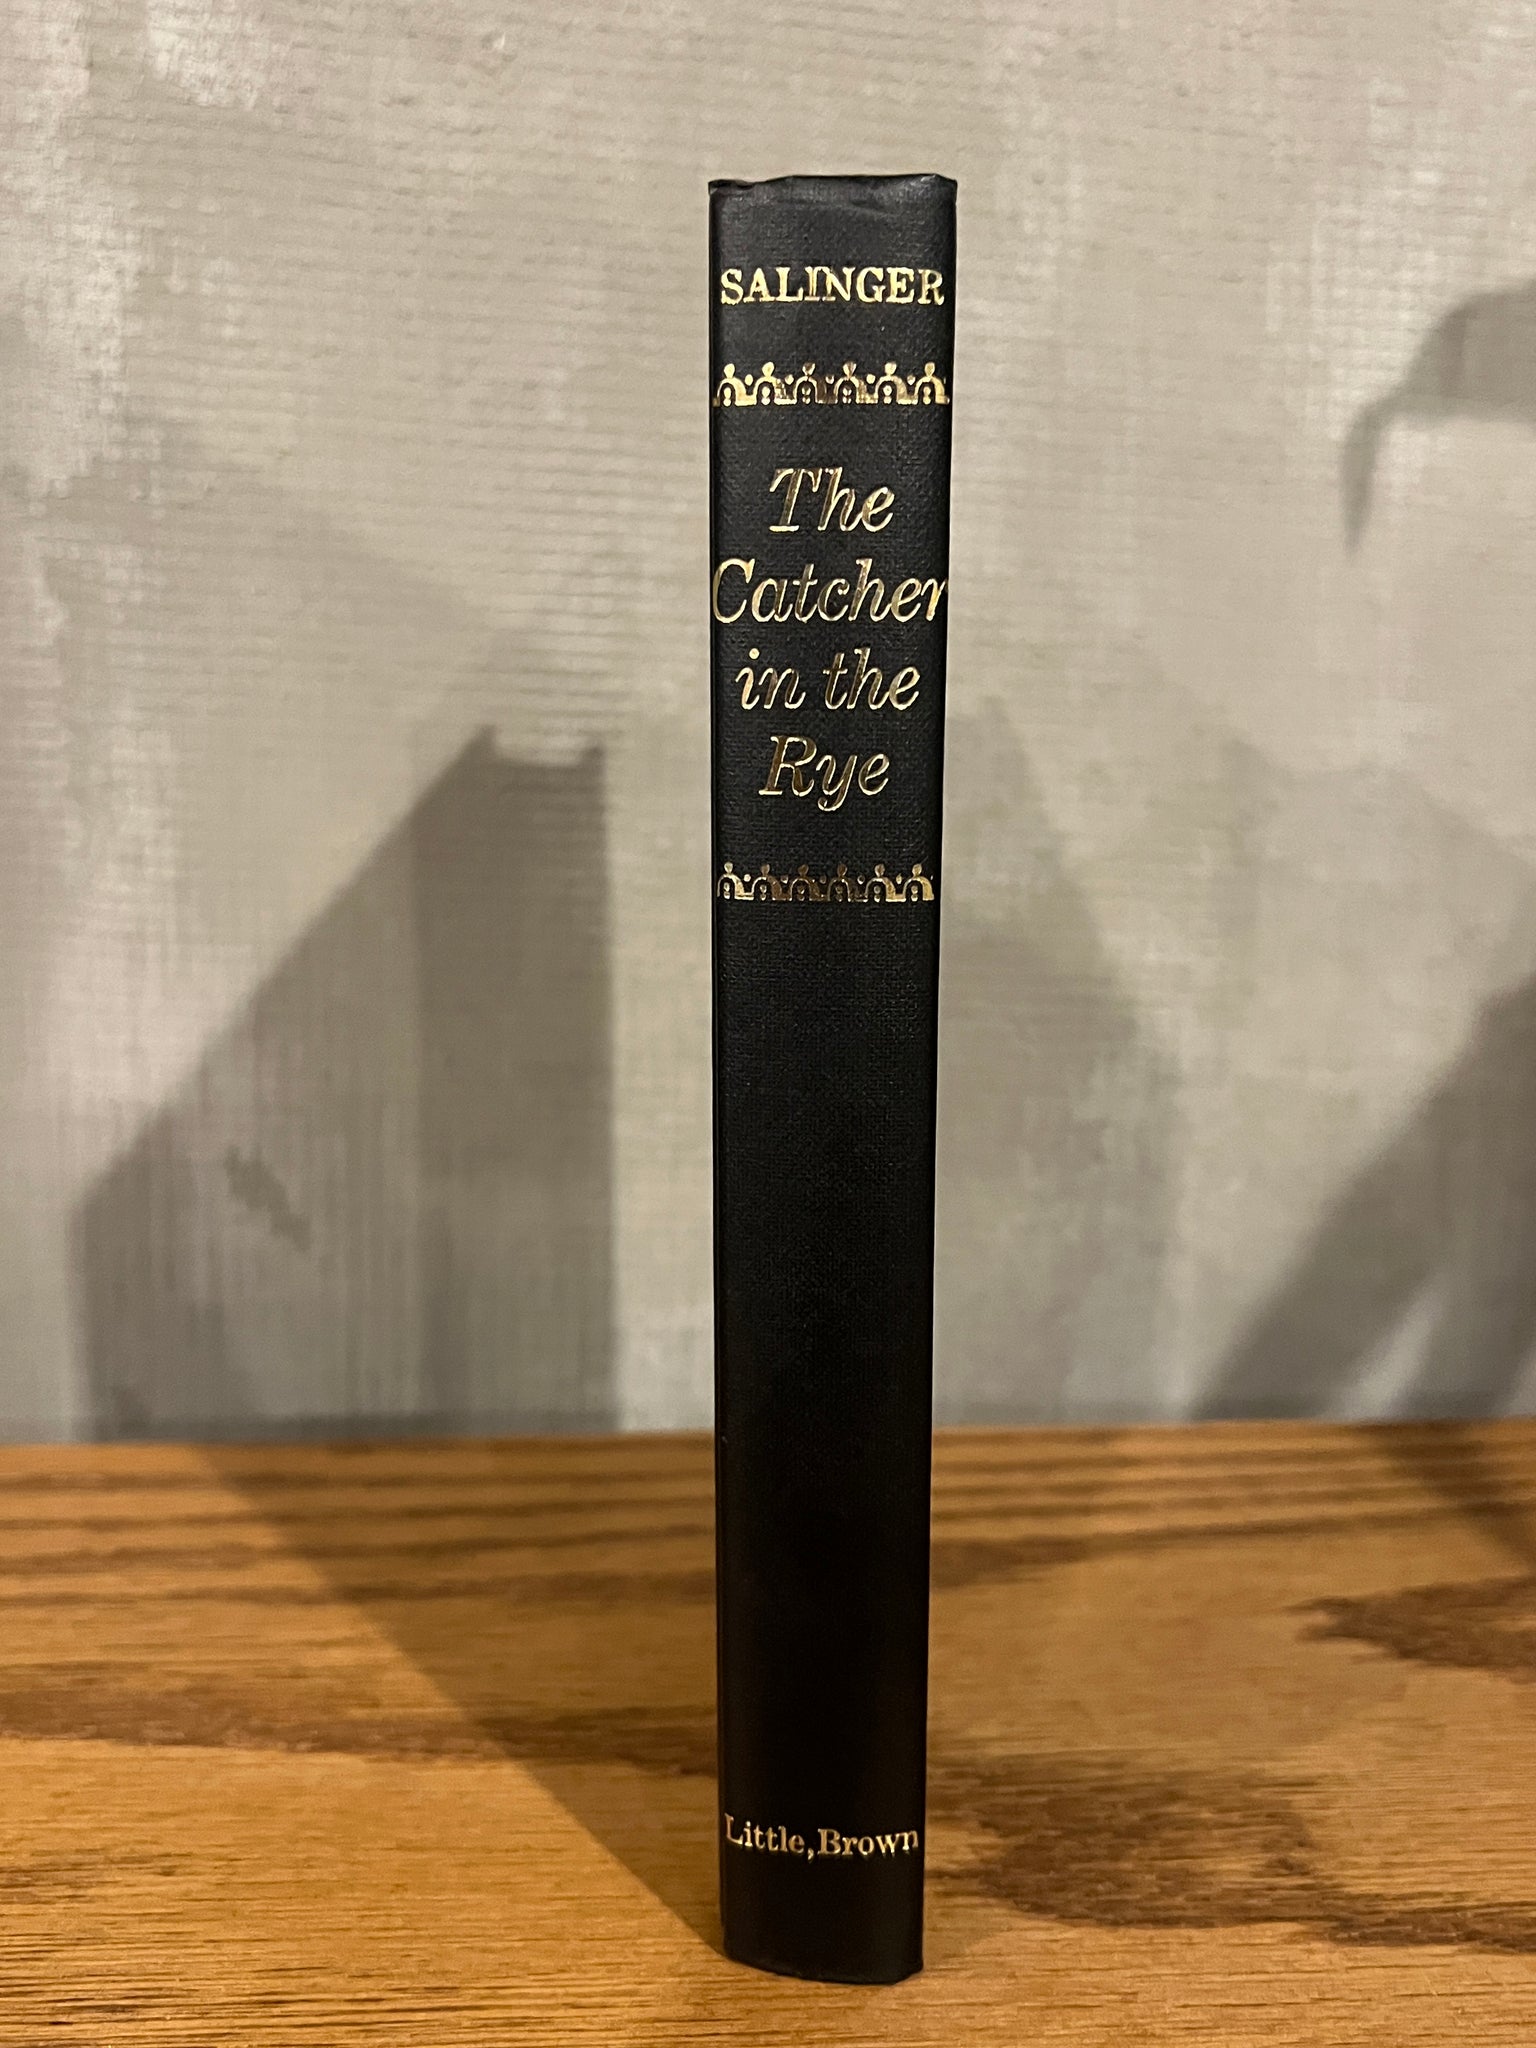 SALINGER
The
Catcher
in the
Rye
Little, Brown